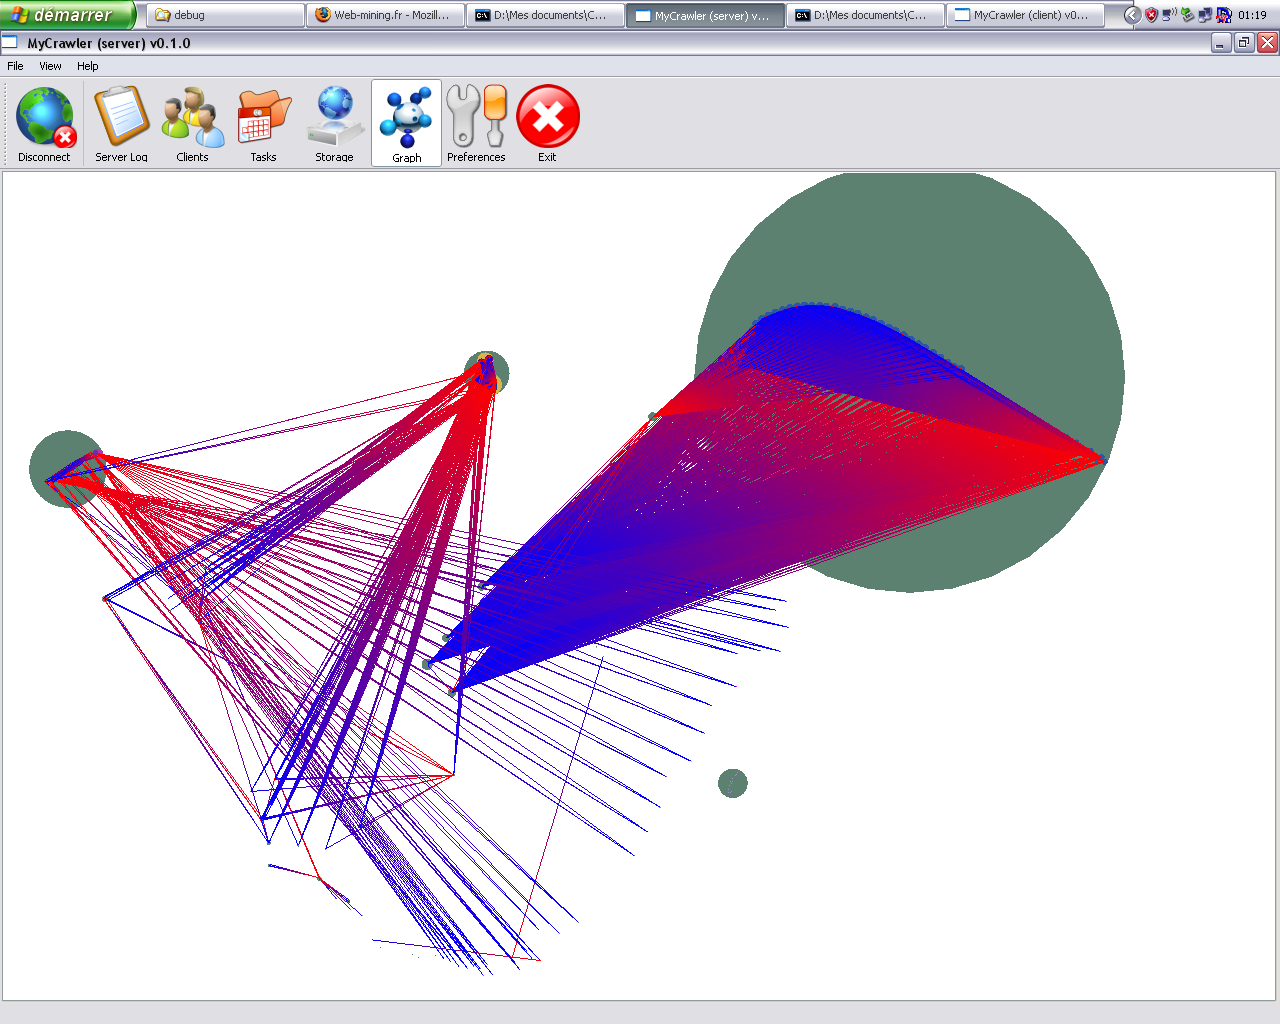 démarrer
debug
Web-mining.fr - Mozill...
D:\Mes documents\C...
MyCrawler (server) v...
D:\Mes documents\C...
MyCrawler (client) v0...
01:19
MyCrawler (server) v0.1.0
File View Help
Disconnect Server Log Clients Tasks Storage Graph Preferences Exit